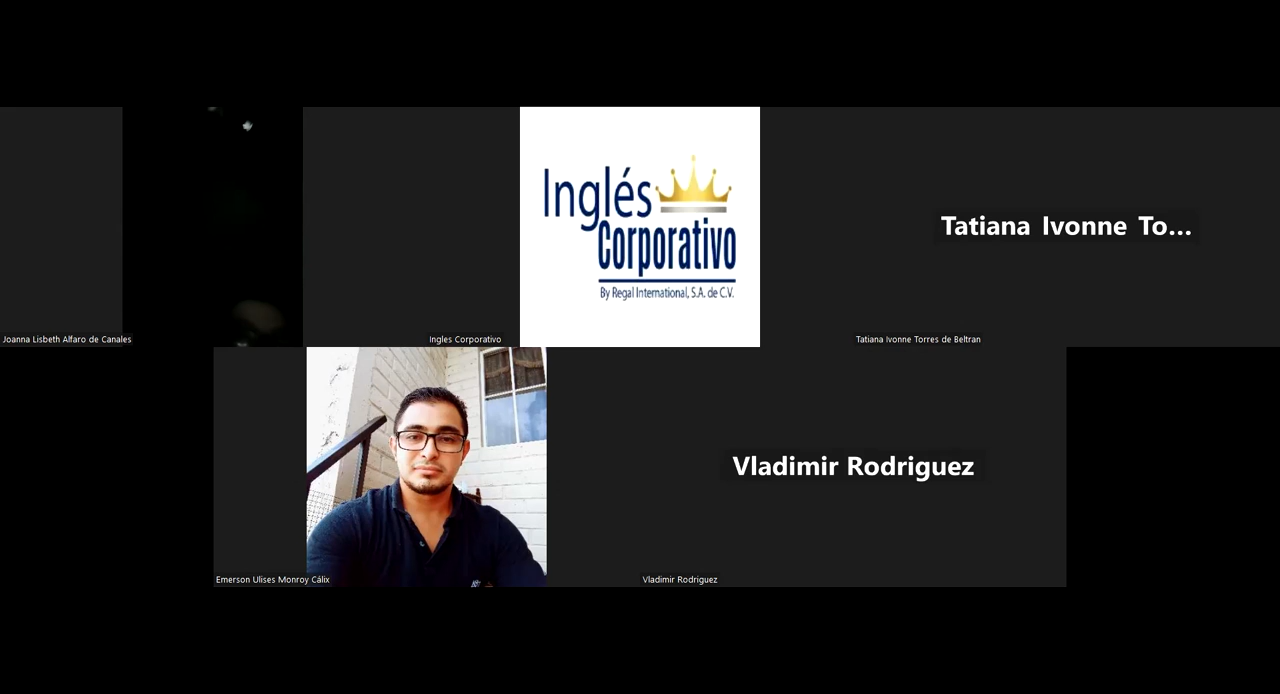 Inglés
Corporativo
By Regal International, S.A. de C.V.
Tatiana Ivonne To...
Joanna Lisbeth Alfaro de Canales
Ingles Corporativo
Tatiana Ivonne Torres de Beltran
Vladimir Rodriguez
Emerson Ulises Monroy Cálix
Vladimir Rodriguez